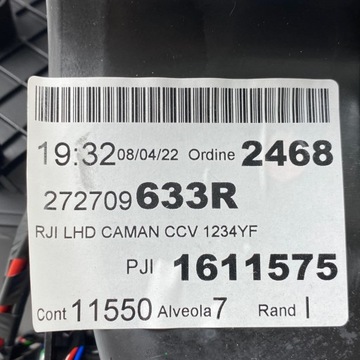 19:32 08/04/22 Ordine 2468
272709633R
RJI LHD CAMAN CCV 1234YF
PJI 1611575
Cont 11550 Alveola 7 Rand I